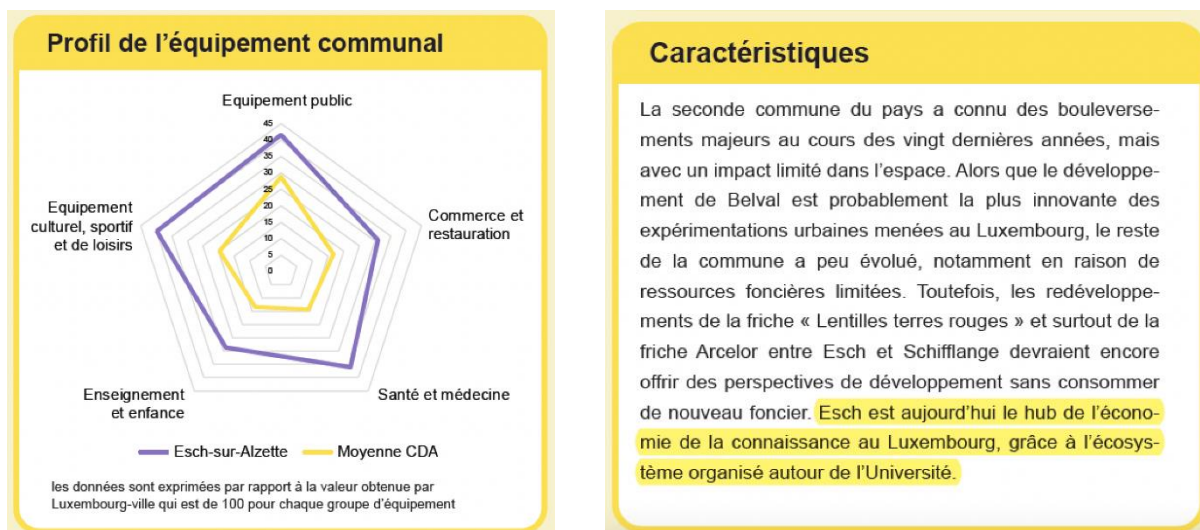 Profil de l’équipement communal
Equipement public
45
40
35
30
25
20
15
10
5
0
Equipement
culturel, sportif
et de loisirs
Commerce et
restauration
Enseignement
et enfance
Santé et médecine
Esch-sur-Alzette
Moyenne CDA
les données sont exprimées par rapport à la valeur obtenue par
Luxembourg-ville qui est de 100 pour chaque groupe d’équipement
Caractéristiques
La seconde commune du pays a connu des bouleverse-
ments majeurs au cours des vingt dernières années, mais
avec un impact limité dans l’espace. Alors que le développe-
ment de Belval est probablement la plus innovante des
expérimentations urbaines menées au Luxembourg, le reste
de la commune a peu évolué, notamment en raison de
ressources foncières limitées. Toutefois, les redéveloppe-
ments de la friche « Lentilles terres rouges » et surtout de la
friche Arcelor entre Esch et Schifflange devraient encore
offrir des perspectives de développement sans consommer
de nouveau foncier. Esch est aujourd’hui le hub de l’écono-
mie de la connaissance au Luxembourg, grâce à l’écosys-
tème organisé autour de l’Université.